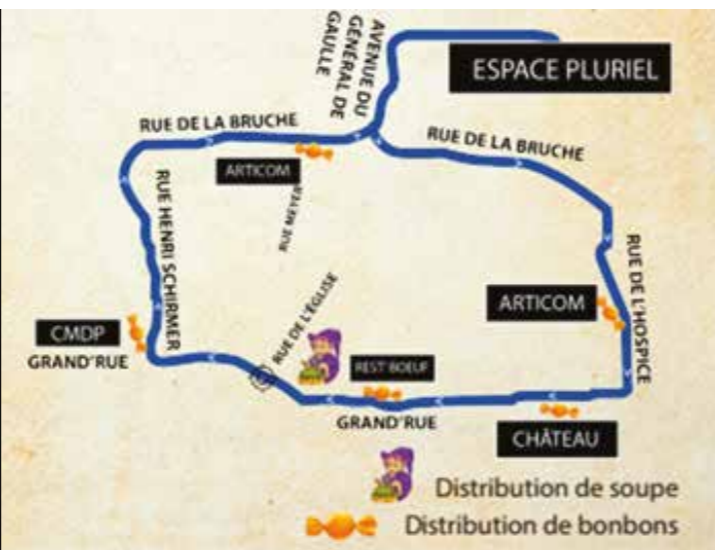 AVENUE DU
GÉNÉRAL DE
GAULLE
ESPACE PLURIEL
RUE DE LA BRUCHE
RUE DE LA BRUCHE
ARTICOM
RUE MEYER
RUE HENRI SCHIRMER
RUE DE L'HOSPICE
RUE DE L'ÉGLISE
ARTICOM
CMDP
GRAND'RUE
REST' BOEUF
GRAND'RUE
CHÂTEAU
Distribution de soupe
Distribution de bonbons